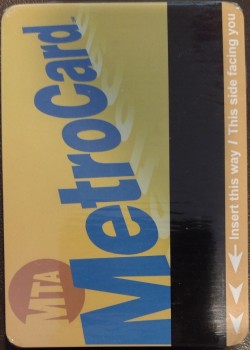 MTA
MetroCard.
Insert this way / This side facing you